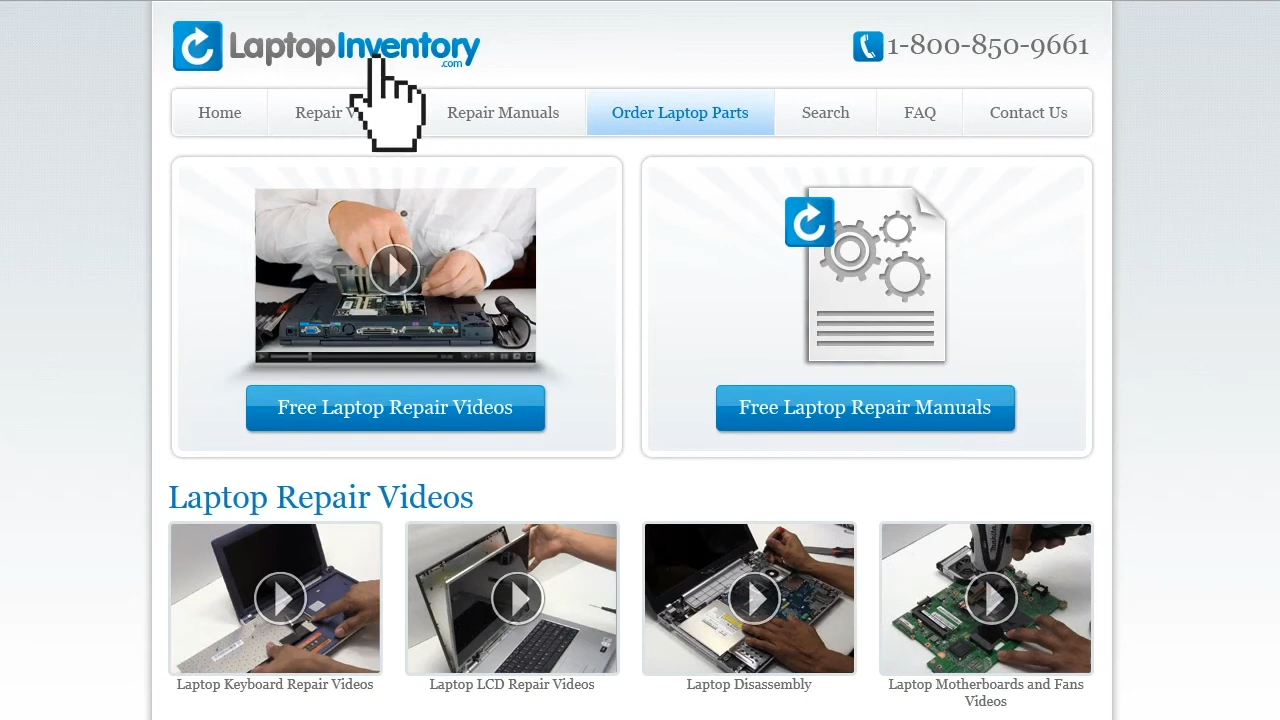 LaptopInventory
.com
1-800-850-9661
Home
Repair V
Repair Manuals
Order Laptop Parts
Search
FAQ
Contact Us
Free Laptop Repair Videos
Free Laptop Repair Manuals
Laptop Repair Videos
Laptop Keyboard Repair Videos
Laptop LCD Repair Videos
Laptop Disassembly
Laptop Motherboards and Fans
Videos